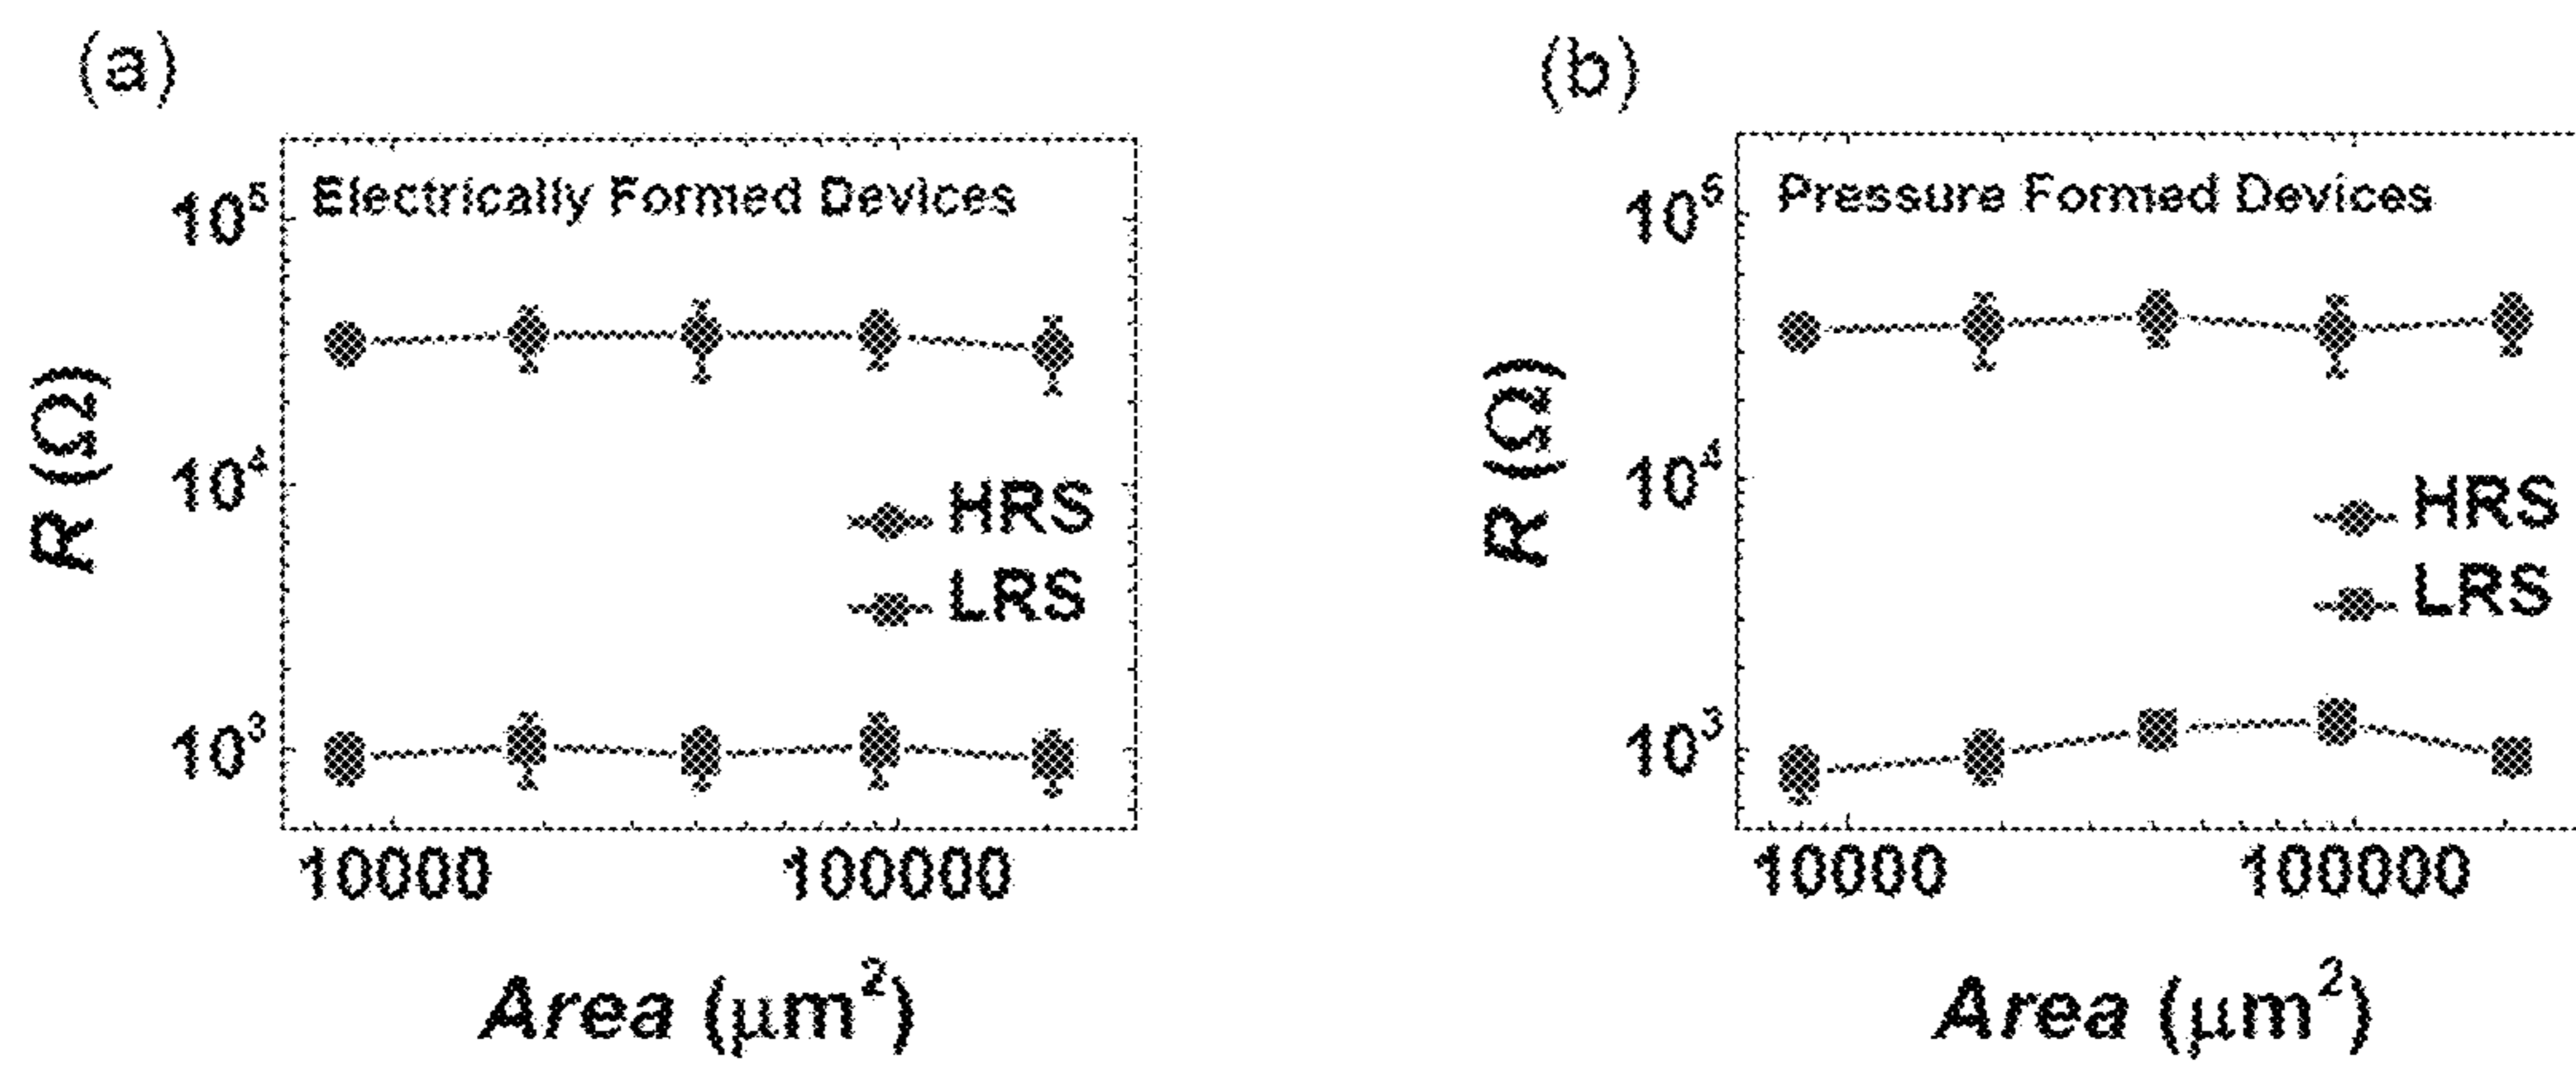 (a)
Electrically Formed Devices
10⁵
10⁴
10³
R (Ω)
HRS
LRS
10000 100000
Area (μm²)
(b)
Pressure Formed Devices
10⁵
10⁴
10³
R (Ω)
HRS
LRS
10000 100000
Area (μm²)